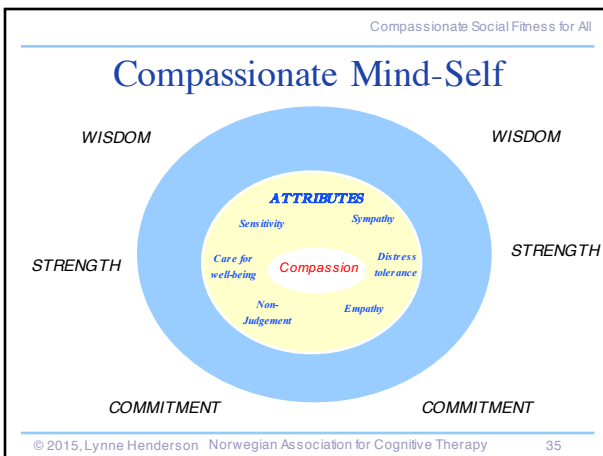 Compassionate Social Fitness for All
Compassionate Mind-Self
WISDOM
WISDOM
ATTRIBUTES
Sensitivity
Sympathy
STRENGTH
Care for
well-being
Compassion
Distress
tolerance
STRENGTH
Non-
Judgement
Empathy
COMMITMENT
COMMITMENT
© 2015, Lynne Henderson Norwegian Association for Cognitive Therapy 35